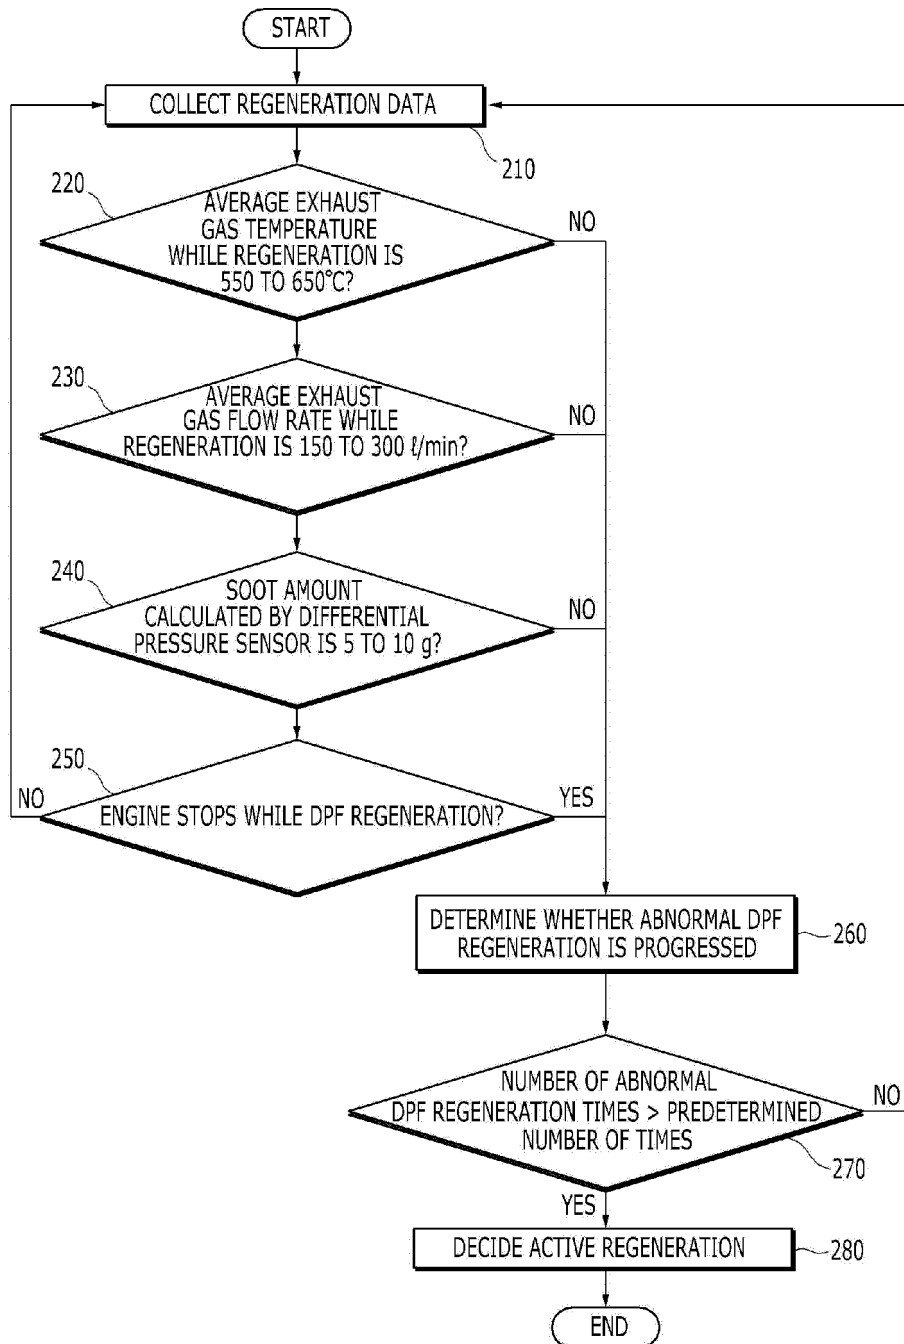 START
COLLECT REGENERATION DATA
210
220
AVERAGE EXHAUST
GAS TEMPERATURE
WHILE REGENERATION IS
550 TO 650°C?
NO
230
AVERAGE EXHAUST
GAS FLOW RATE WHILE
REGENERATION IS 150 TO 300 ℓ/min?
NO
240
SOOT AMOUNT
CALCULATED BY DIFFERENTIAL
PRESSURE SENSOR IS 5 TO 10 g?
NO
250
NO
ENGINE STOPS WHILE DPF REGENERATION?
YES
DETERMINE WHETHER ABNORMAL DPF
REGENERATION IS PROGRESSED
260
NUMBER OF ABNORMAL
DPF REGENERATION TIMES > PREDETERMINED
NUMBER OF TIMES
NO
270
YES
DECIDE ACTIVE REGENERATION
280
END